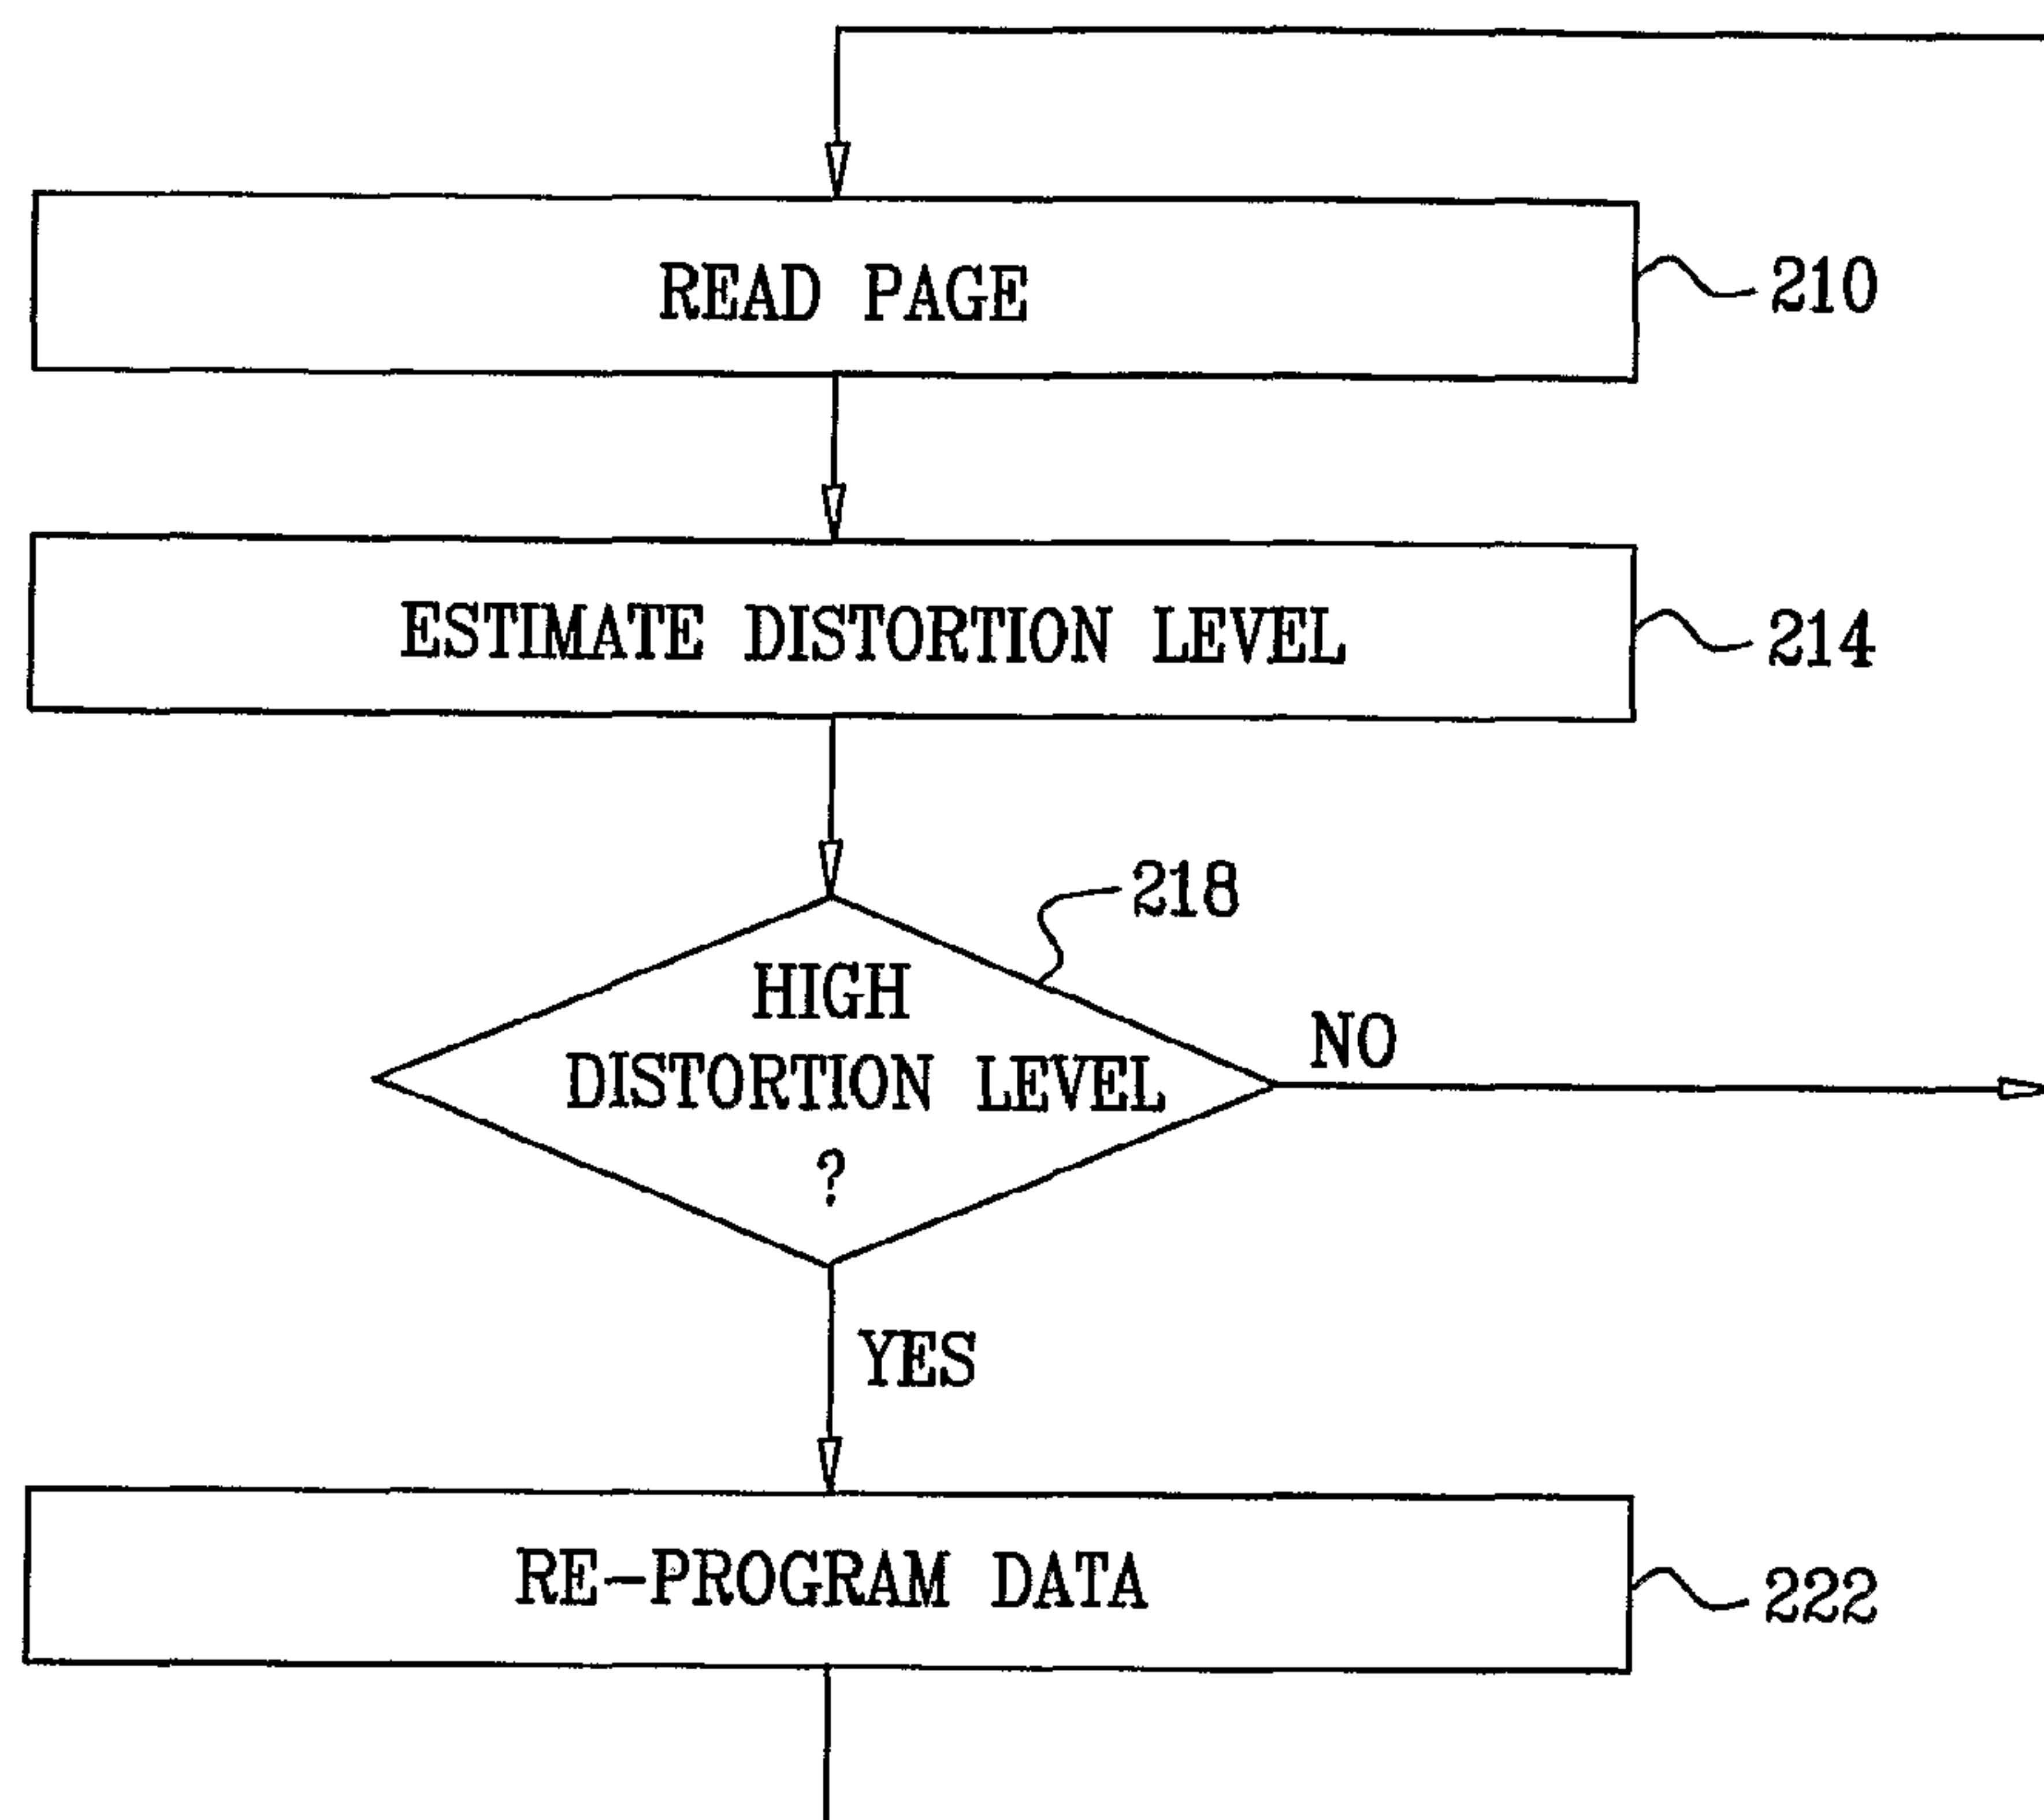 READ PAGE
210
ESTIMATE DISTORTION LEVEL
214
218
HIGH
DISTORTION LEVEL
?
NO
YES
RE-PROGRAM DATA
222